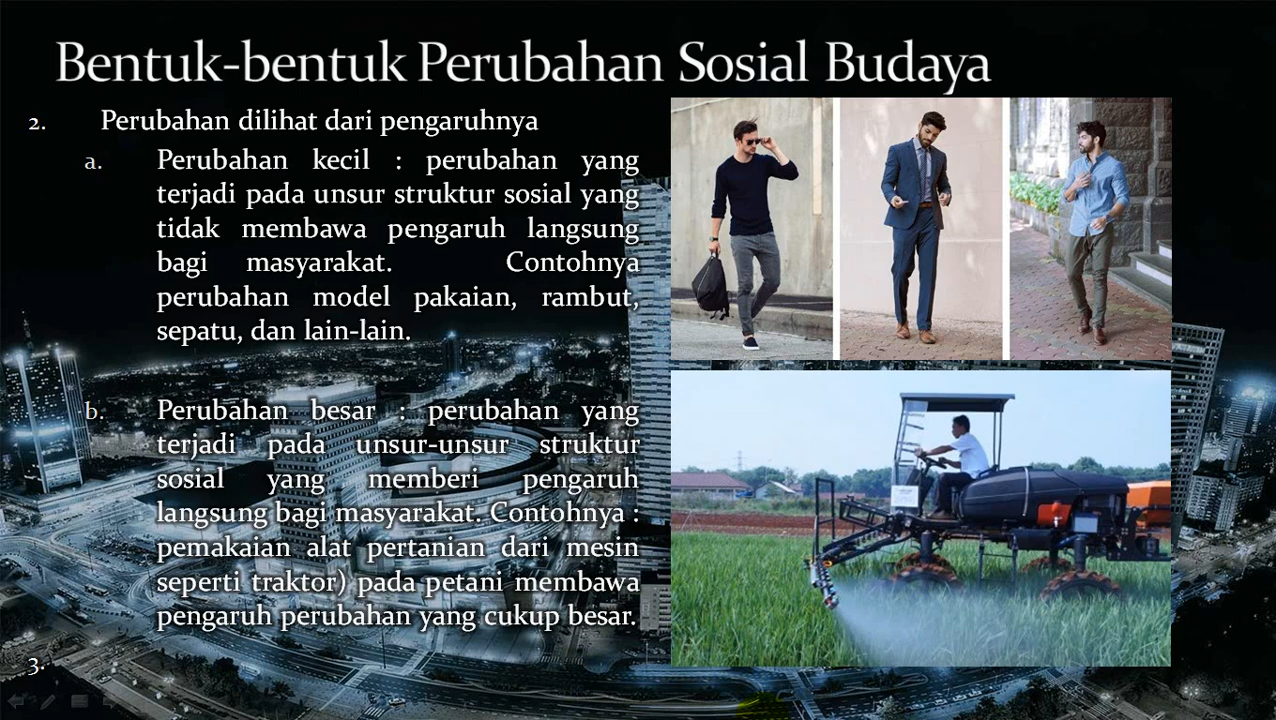 Bentuk-bentuk Perubahan Sosial Budaya
2. Perubahan dilihat dari pengaruhnya
a. Perubahan kecil : perubahan yang
terjadi pada unsur struktur sosial yang
tidak membawa pengaruh langsung
bagi masyarakat. Contohnya
perubahan model pakaian, rambut,
sepatu, dan lain-lain.
b. Perubahan besar : perubahan yang
terjadi pada unsur-unsur struktur
sosial yang memberi pengaruh
langsung bagi masyarakat. Contohnya :
pemakaian alat pertanian dari mesin
seperti traktor) pada petani membawa
pengaruh perubahan yang cukup besar.
3.